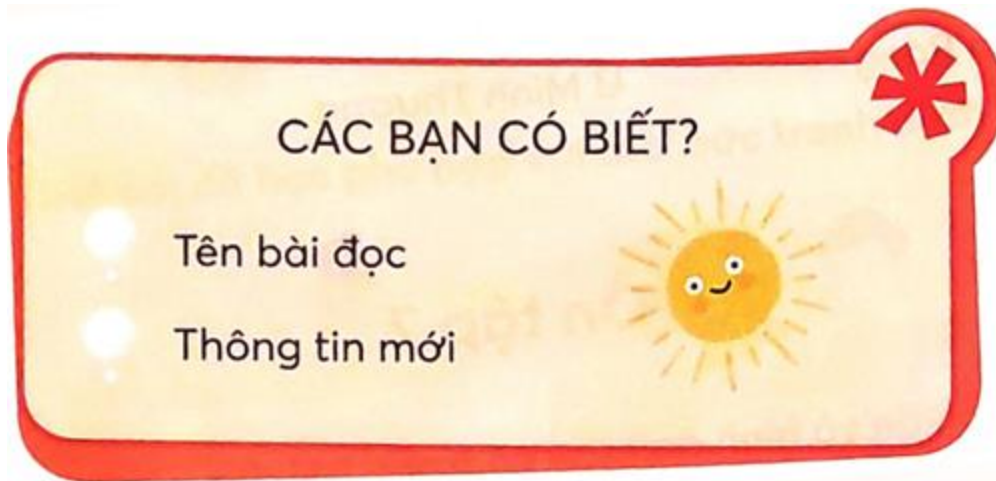 CÁC BẠN CÓ BIẾT?
Tên bài đọc
Thông tin mới